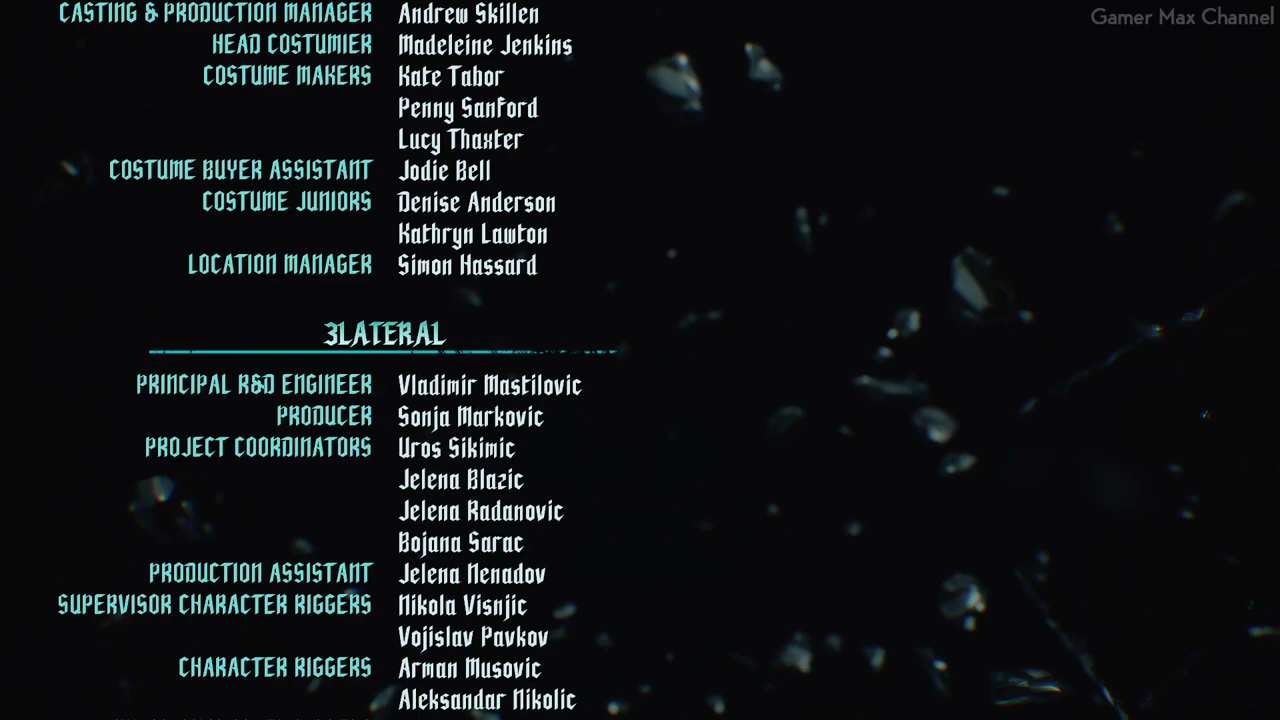 Gamer Max Channel
CASTING & PRODUCTION MANAGER Andrew Skillen
HEAD COSTUMIER Madeleine Jenkins
COSTUME MAKERS Kate Tabor
Penny Sanford
Lucy Thaxter
COSTUME BUYER ASSISTANT Jodie Bell
COSTUME JUNIORS Denise Anderson
Kathryn Lawton
LOCATION MANAGER Simon Hassard
3LATERAL
PRINCIPAL R&D ENGINEER Vladimir Mastilovic
PRODUCER Sonja Markovic
PROJECT COORDINATORS Uros Sikimic
Jelena Blazic
Jelena Radanovic
Bojana Sarac
PRODUCTION ASSISTANT Jelena Nenadov
SUPERVISOR CHARACTER RIGGERS Nikola Visnjic
Vojislav Pavkov
CHARACTER RIGGERS Arman Musovic
Aleksandar Nikolic